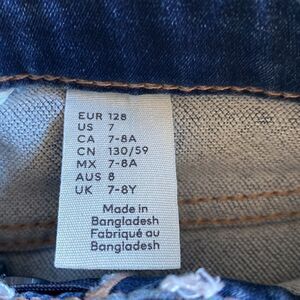 EUR 128
US 7
CA 7-8A
CN 130/59
MX 7-8A
AUS 8
UK 7-8Y
Made in
Bangladesh
Fabriqué au
Bangladesh